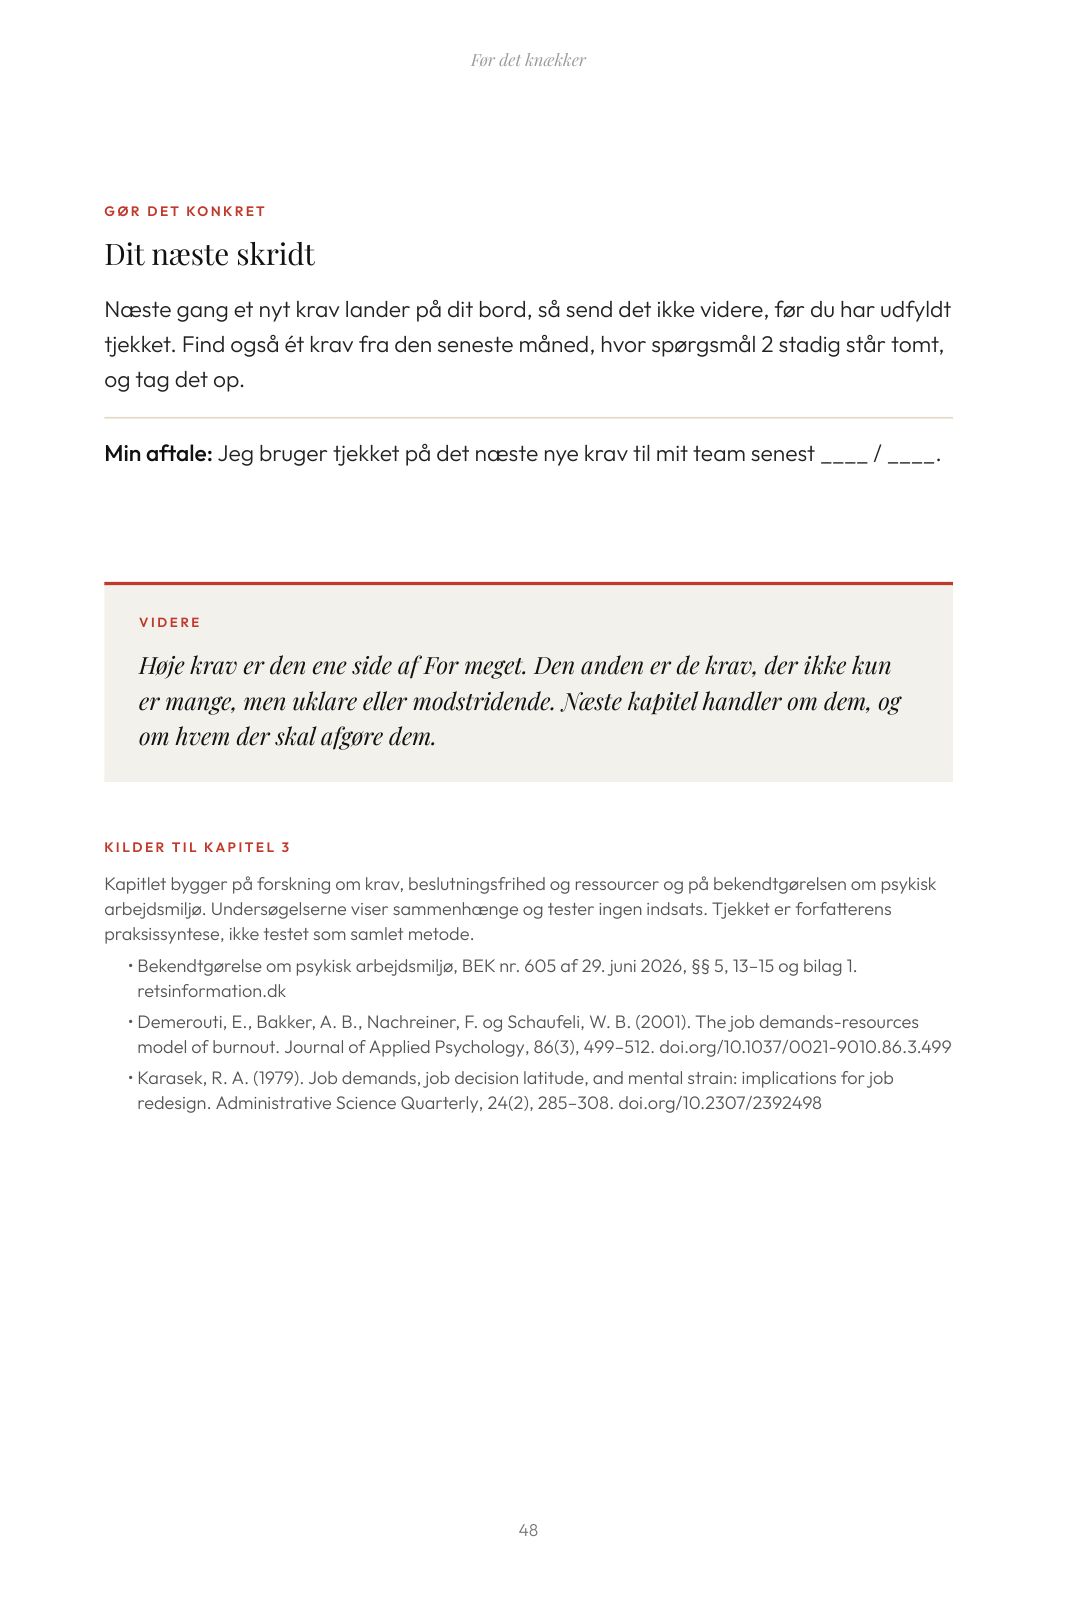 Før det knækker
GØR DET KONKRET
Dit næste skridt
Næste gang et nyt krav lander på dit bord, så send det ikke videre, før du har udfyldt
tjekket. Find også ét krav fra den seneste måned, hvor spørgsmål 2 stadig står tomt,
og tag det op.
Min aftale: Jeg bruger tjekket på det næste nye krav til mit team senest ____ / ____.
VIDERE
Høje krav er den ene side af For meget. Den anden er de krav, der ikke kun
er mange, men uklare eller modstridende. Næste kapitel handler om dem, og
om hvem der skal afgøre dem.
KILDER TIL KAPITEL 3
Kapitlet bygger på forskning om krav, beslutningsfrihed og ressourcer og på bekendtgørelsen om psykisk
arbejdsmiljø. Undersøgelserne viser sammenhænge og tester ingen indsats. Tjekket er forfatterens
praksissyntese, ikke testet som samlet metode.
• Bekendtgørelse om psykisk arbejdsmiljø, BEK nr. 605 af 29. juni 2026, §§ 5, 13–15 og bilag 1.
retsinformation.dk
• Demerouti, E., Bakker, A. B., Nachreiner, F. og Schaufeli, W. B. (2001). The job demands-resources
model of burnout. Journal of Applied Psychology, 86(3), 499–512. doi.org/10.1037/0021-9010.86.3.499
• Karasek, R. A. (1979). Job demands, job decision latitude, and mental strain: implications for job
redesign. Administrative Science Quarterly, 24(2), 285–308. doi.org/10.2307/2392498
48